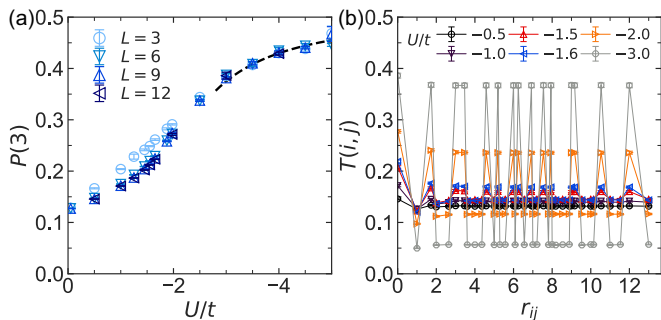 (a)
0.5
0.4
0.3
0.2
0.1
0.0
P(3)
L = 3
L = 6
L = 9
L = 12
0
−2
−4
U/t
(b)
0.5
0.4
0.3
0.2
0.1
0.0
T(i, j)
U/t
−0.5
−1.5
−2.0
−1.0
−1.6
−3.0
0 2 4 6 8 10 12
r_ij